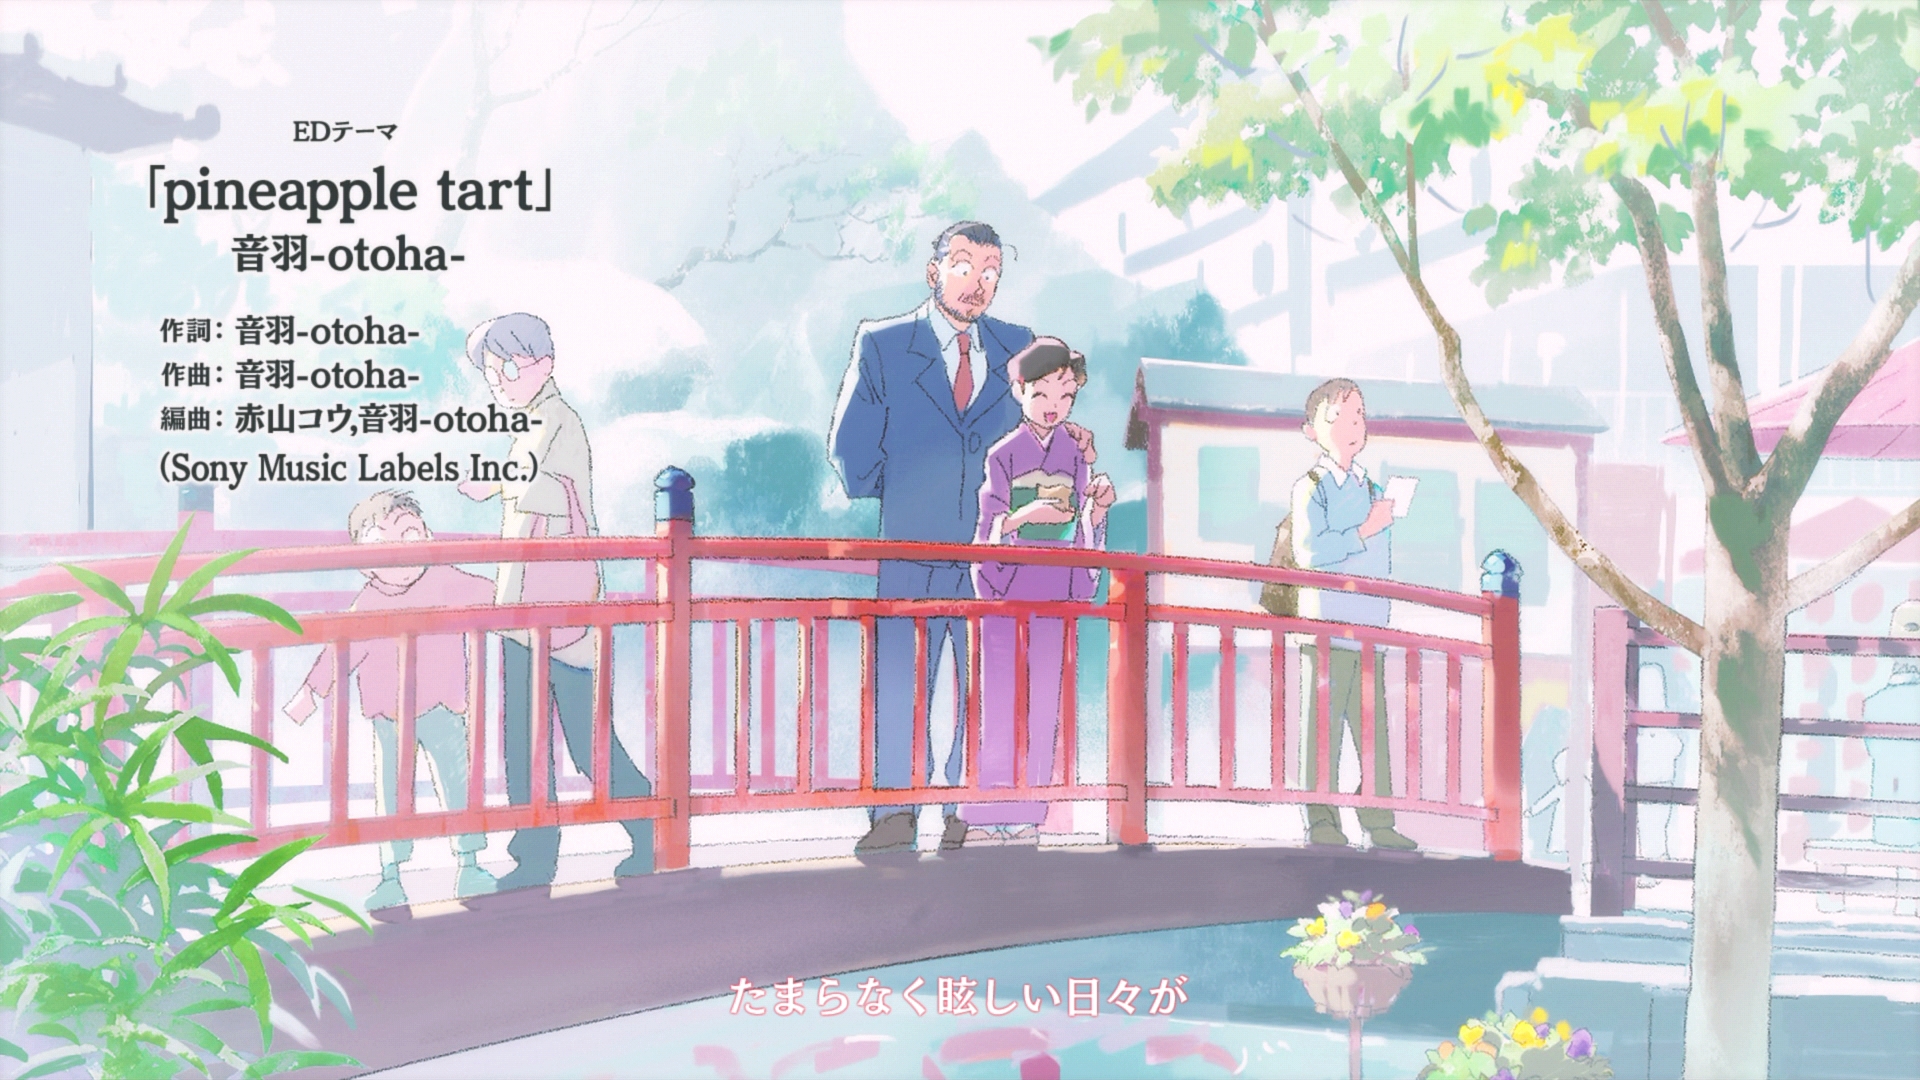 EDテーマ
「pineapple tart」
音羽-otoha-
作詞：音羽-otoha-
作曲：音羽-otoha-
編曲：赤山コウ,音羽-otoha-
(Sony Music Labels Inc.)
たまらなく眩しい日々が